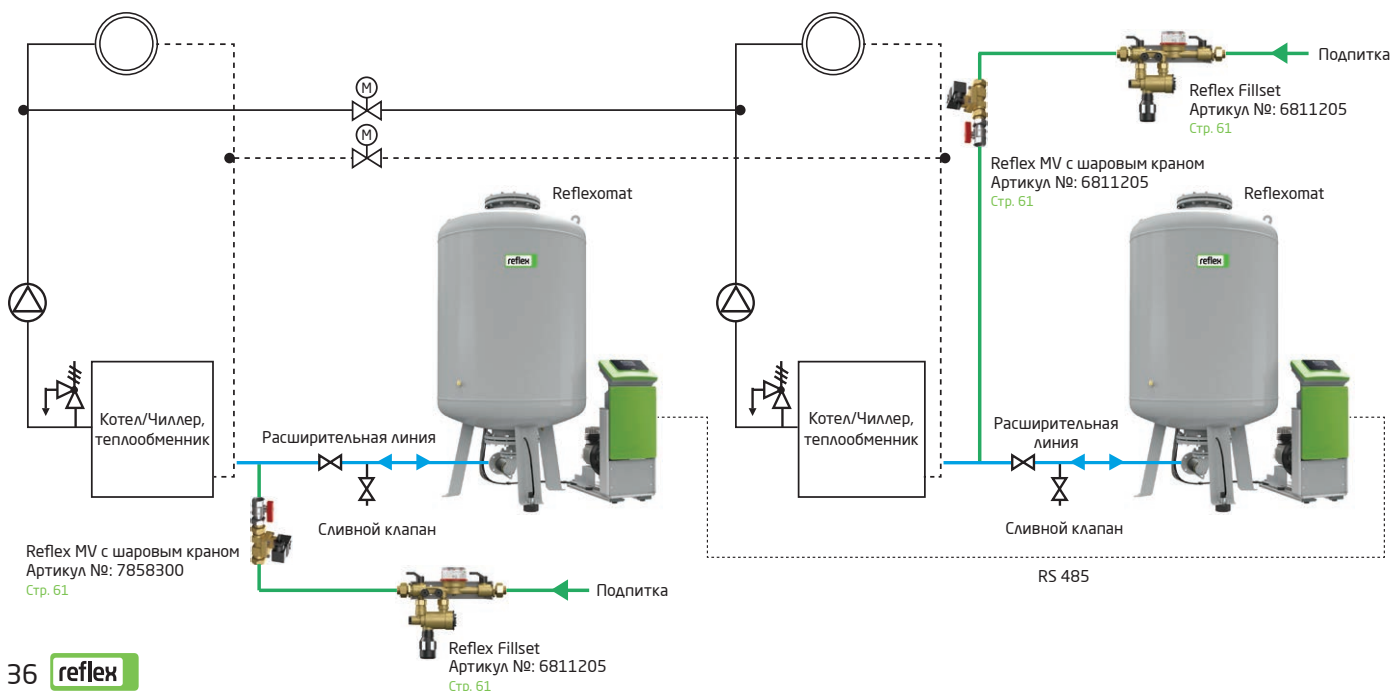 M
M
Подпитка
Reflex Fillset
Артикул №: 6811205
Стр. 61
Reflex MV с шаровым краном
Артикул №: 6811205
Стр. 61
Reflexomat
reflex
Котел/Чиллер,
теплообменник
Расширительная линия
Сливной клапан
Reflex MV с шаровым краном
Артикул №: 7858300
Стр. 61
Подпитка
Reflex Fillset
Артикул №: 6811205
Стр. 61
Reflexomat
reflex
Котел/Чиллер,
теплообменник
Расширительная
линия
Сливной клапан
RS 485
36 reflex